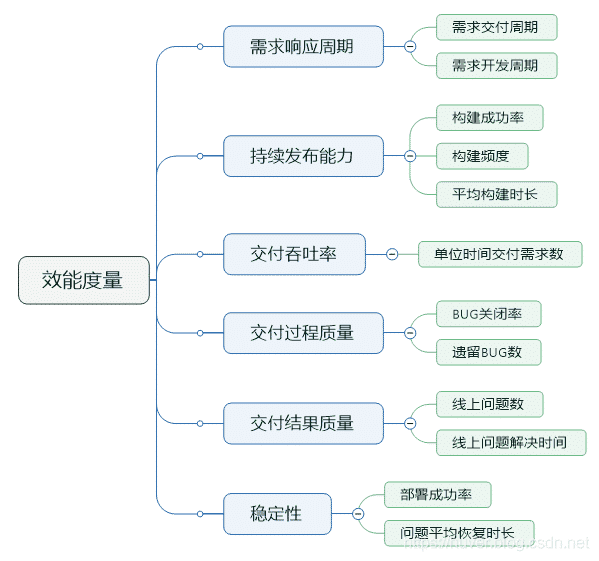 效能度量
需求响应周期
需求交付周期
需求开发周期
持续发布能力
构建成功率
构建频度
平均构建时长
交付吞吐率
单位时间交付需求数
交付过程质量
BUG关闭率
遗留BUG数
交付结果质量
线上问题数
线上问题解决时间
稳定性
部署成功率
问题平均恢复时长